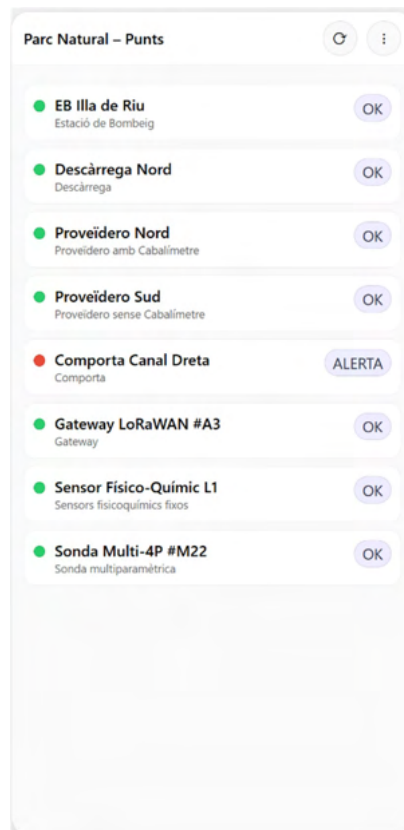 Parc Natural – Punts
EB Illa de Riu
OK
Estació de Bombeig
Descàrrega Nord
OK
Descàrrega
Proveïdero Nord
OK
Proveïdero amb Cabalímetre
Proveïdero Sud
OK
Proveïdero sense Cabalímetre
Comporta Canal Dreta
ALERTA
Comporta
Gateway LoRaWAN #A3
OK
Gateway
Sensor Físico-Químic L1
OK
Sensors fisicoquímics fixos
Sonda Multi-4P #M22
OK
Sonda multiparamètrica